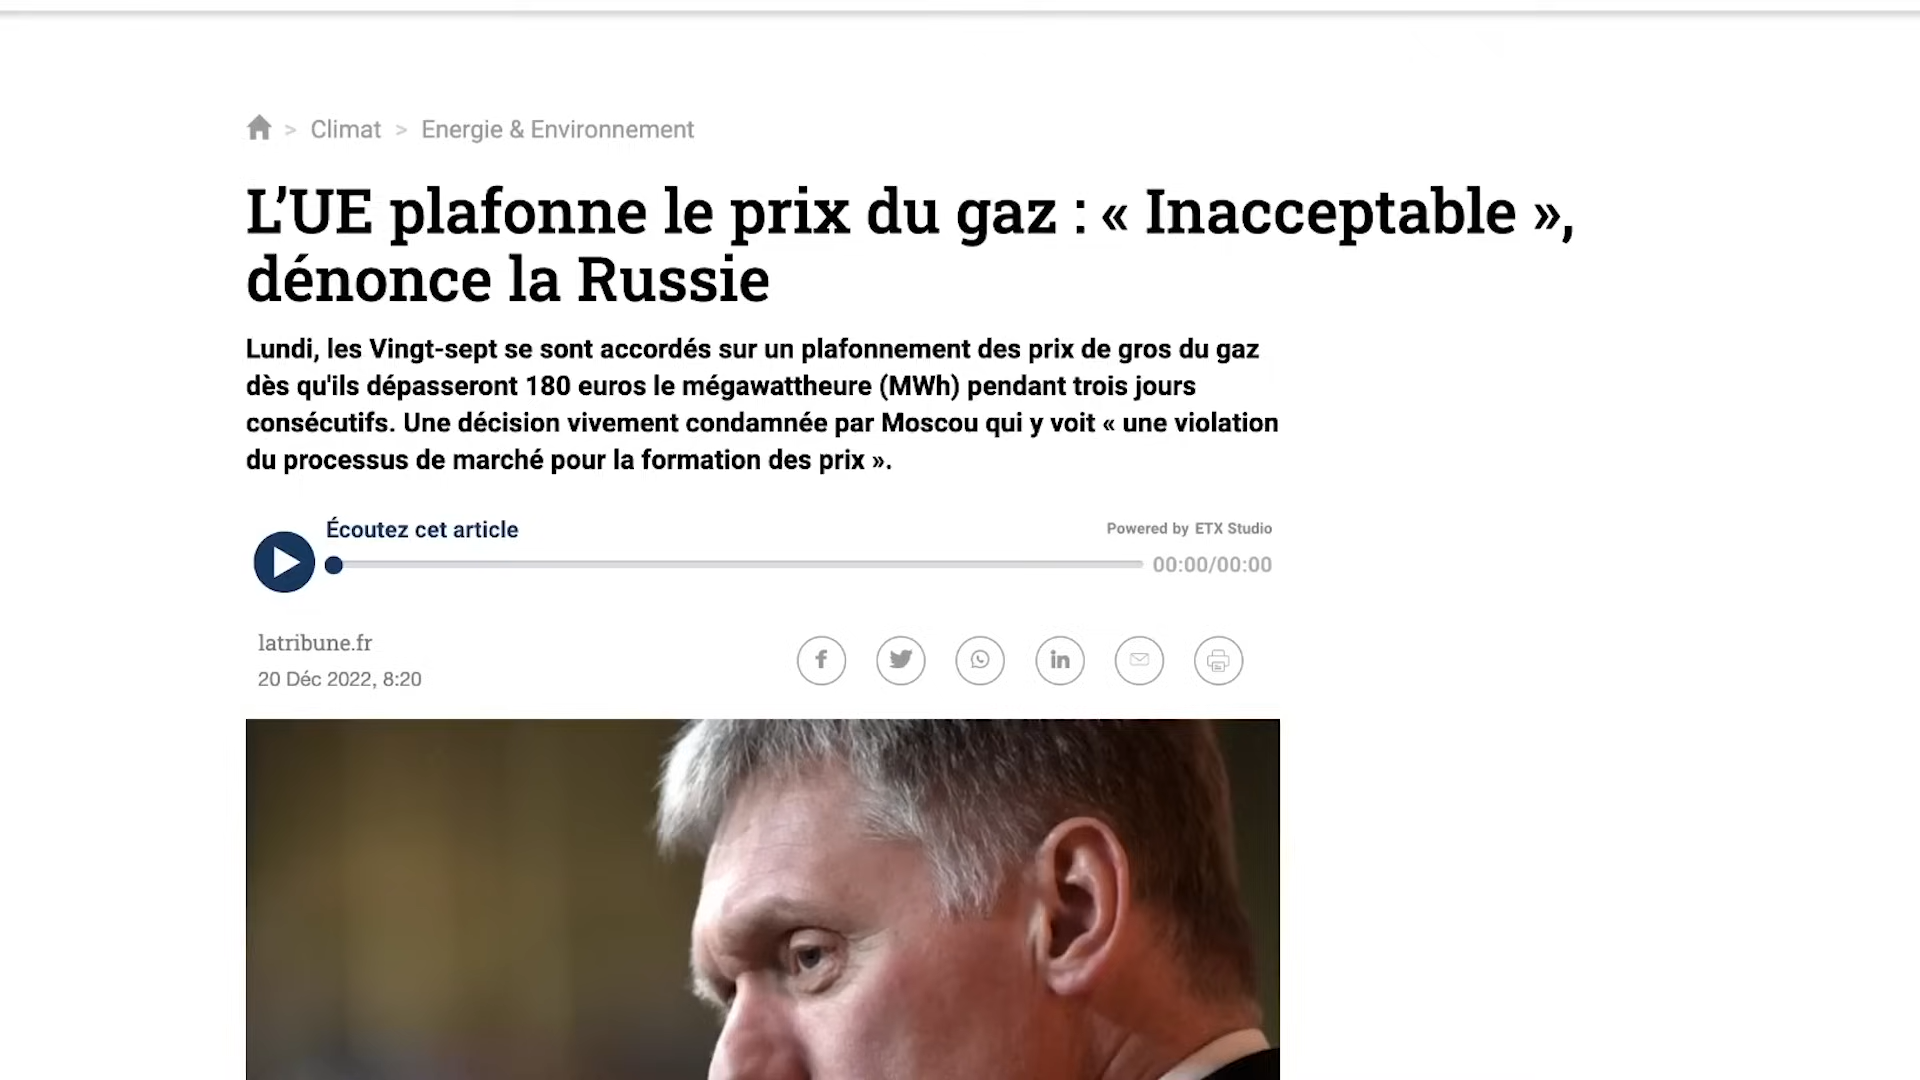 > Climat > Energie & Environnement
L’UE plafonne le prix du gaz : « Inacceptable »,
dénonce la Russie
Lundi, les Vingt-sept se sont accordés sur un plafonnement des prix de gros du gaz
dès qu'ils dépasseront 180 euros le mégawattheure (MWh) pendant trois jours
consécutifs. Une décision vivement condamnée par Moscou qui y voit « une violation
du processus de marché pour la formation des prix ».
Écoutez cet article
Powered by ETX Studio
00:00/00:00
latribune.fr
20 Déc 2022, 8:20